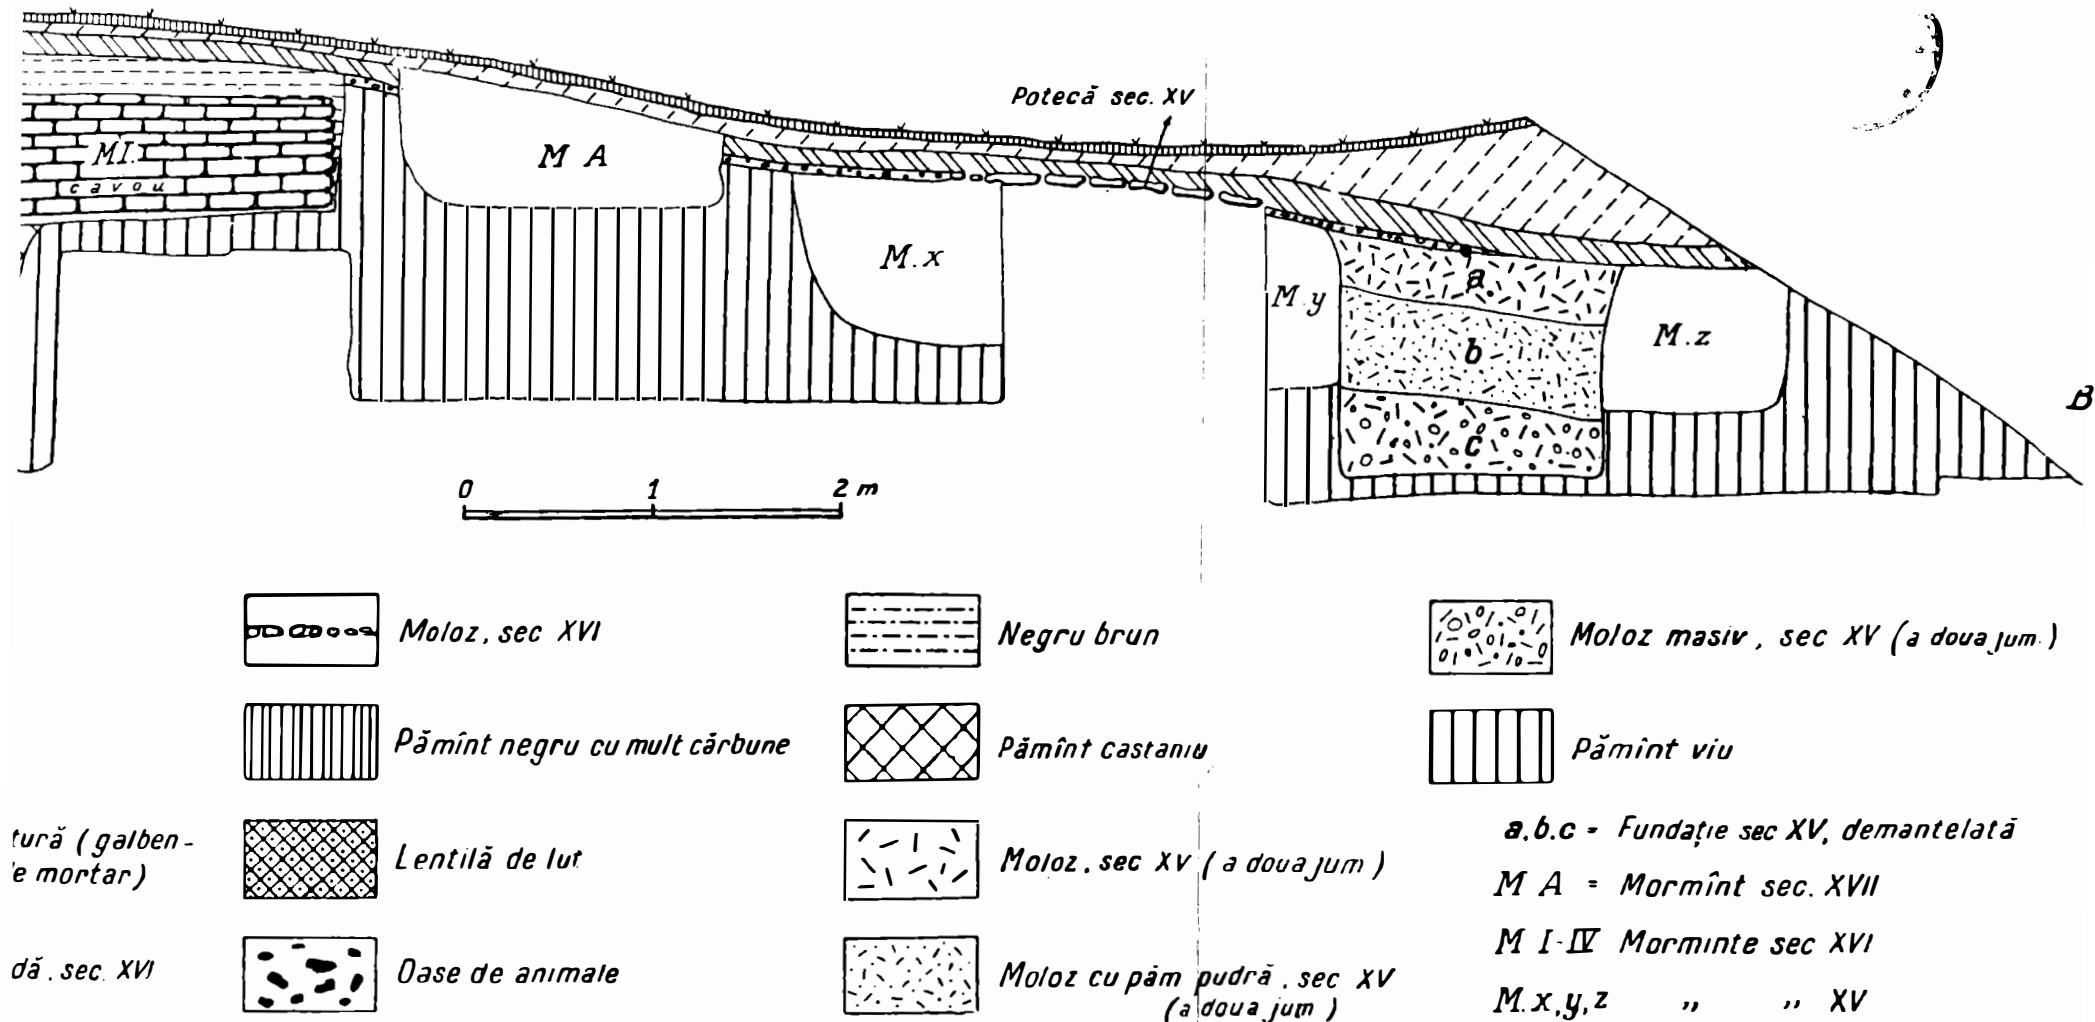 Potecă sec. XV
M I.
cavou
M A
M.x
M.y
a.
b
c
M.z
B
0 1 2 m
Moloz, sec XVI
Negru brun
Moloz masiv, sec XV (a doua jum.)
Pămînt negru cu mult cărbune
Pămînt castaniu
Pămînt viu
tură (galben-
le mortar)
Lentilă de lut
Moloz, sec XV (a doua jum)
a.b.c = Fundație sec XV, demantelată
M A = Mormînt sec. XVII
M I-IV Morminte sec XVI
dă, sec. XVI
Oase de animale
Moloz cu păm pudră, sec XV
(a doua jum)
M.x,y,z „ „ XV